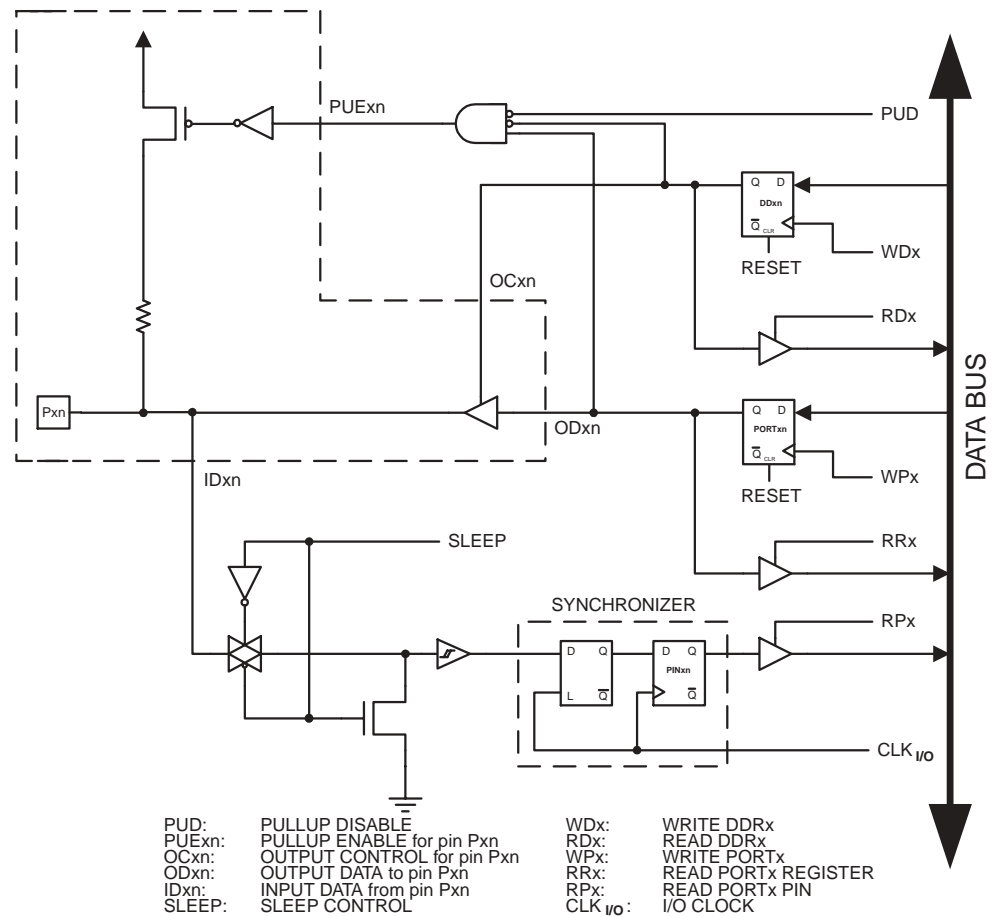 PUExn
PUD
Q D
DDxn
Q CLR
WDx
RESET
OCxn
RDx
DATA BUS
Pxn
ODxn
Q D
PORTxn
Q CLR
WPx
RESET
IDxn
SLEEP
RRx
SYNCHRONIZER
RPx
D Q
L Q
D Q
PINxn
Q
CLK I/O
PUD: PULLUP DISABLE
PUExn: PULLUP ENABLE for pin Pxn
OCxn: OUTPUT CONTROL for pin Pxn
ODxn: OUTPUT DATA to pin Pxn
IDxn: INPUT DATA from pin Pxn
SLEEP: SLEEP CONTROL
WDx: WRITE DDRx
RDx: READ DDRx
WPx: WRITE PORTx
RRx: READ PORTx REGISTER
RPx: READ PORTx PIN
CLK I/O: I/O CLOCK